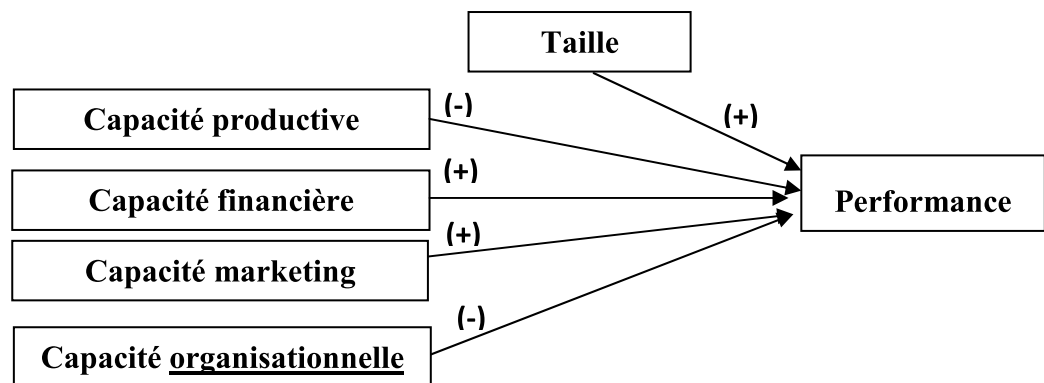 Taille
(-)
Capacité productive
(+)
(+)
Capacité financière
Performance
(+)
Capacité marketing
(-)
Capacité organisationnelle